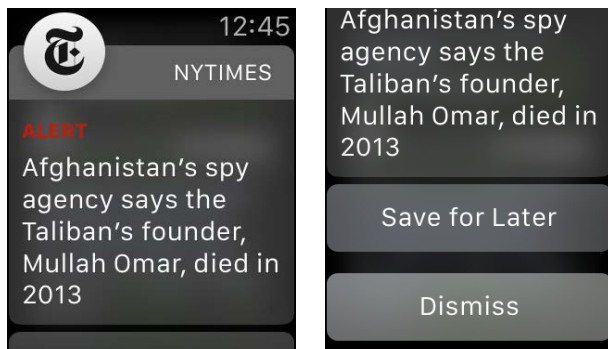 12:45
NYTIMES
ALERT
Afghanistan's spy
agency says the
Taliban's founder,
Mullah Omar, died in
2013
Afghanistan's spy
agency says the
Taliban's founder,
Mullah Omar, died in
2013
Save for Later
Dismiss